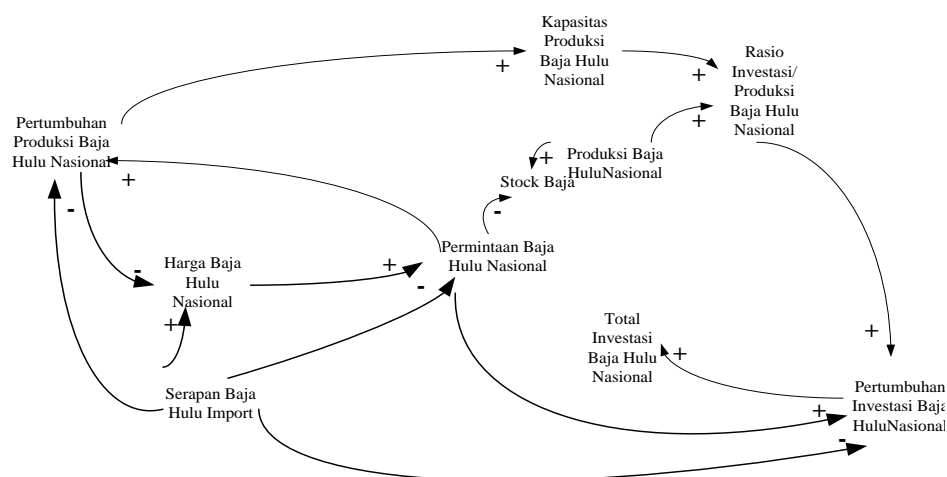 Kapasitas
Produksi
Baja Hulu
Nasional
+
Rasio
Investasi/
Produksi
Baja Hulu
Nasional
+
+
Pertumbuhan
Produksi Baja
Hulu Nasional
+
-
Produksi Baja
HuluNasional
+
Stock Baja
-
Permintaan Baja
Hulu Nasional
+
-
Harga Baja
Hulu
Nasional
-
+
Serapan Baja
Hulu Import
Total
Investasi
Baja Hulu
Nasional
+
+
Pertumbuhan
Investasi Baja
HuluNasional
+
-